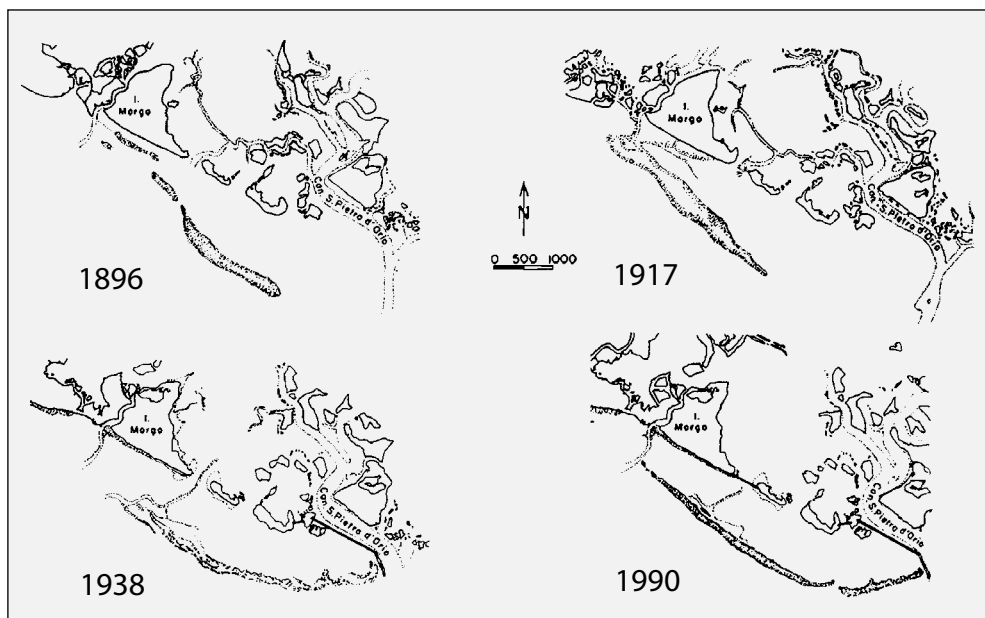 I.
Morgo
Can. S. Pietro d'Orio
1896
I.
Morgo
Can. S. Pietro d'Orio
1917
N
0 500 1000
I.
Morgo
Can. S. Pietro d'Orio
1938
I.
Morgo
Can. S. Pietro d'Orio
1990